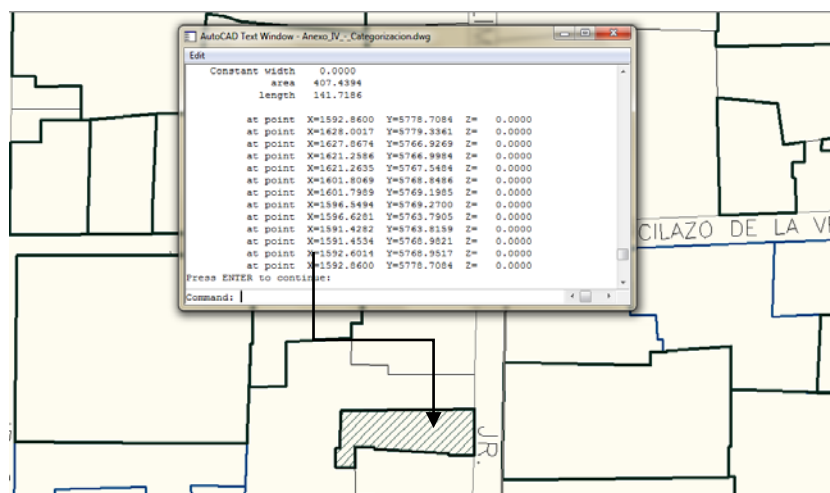 AutoCAD Text Window - Anexo_IV_-_Categorizacion.dwg
Edit
Constant width 0.0000
area 407.4394
length 141.7186
at point X=1592.8600 Y=5778.7084 Z= 0.0000
at point X=1628.0017 Y=5779.3361 Z= 0.0000
at point X=1627.8674 Y=5766.9269 Z= 0.0000
at point X=1621.2586 Y=5766.9984 Z= 0.0000
at point X=1621.2635 Y=5767.5484 Z= 0.0000
at point X=1601.8069 Y=5768.8486 Z= 0.0000
at point X=1601.7989 Y=5769.1985 Z= 0.0000
at point X=1596.5494 Y=5769.2700 Z= 0.0000
at point X=1596.6281 Y=5763.7905 Z= 0.0000
at point X=1591.4282 Y=5763.8159 Z= 0.0000
at point X=1591.4534 Y=5768.9821 Z= 0.0000
at point X=1592.6014 Y=5768.9517 Z= 0.0000
at point X=1592.8600 Y=5778.7084 Z= 0.0000
Press ENTER to continue:
Command:
CILAZO DE LA VE
JR.